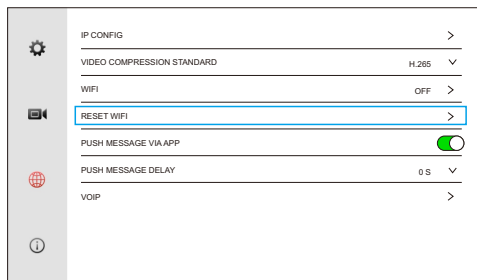 IP CONFIG
VIDEO COMPRESSION STANDARD H.265
WIFI OFF
RESET WIFI
PUSH MESSAGE VIA APP
PUSH MESSAGE DELAY 0 S
VOIP